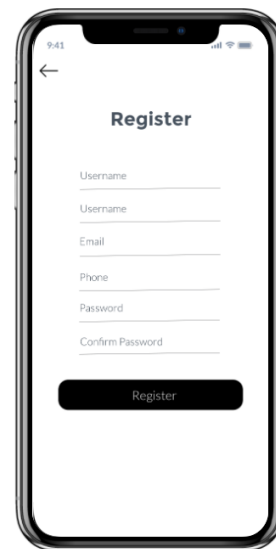 9:41
Register
Username
Username
Email
Phone
Password
Confirm Password
Register